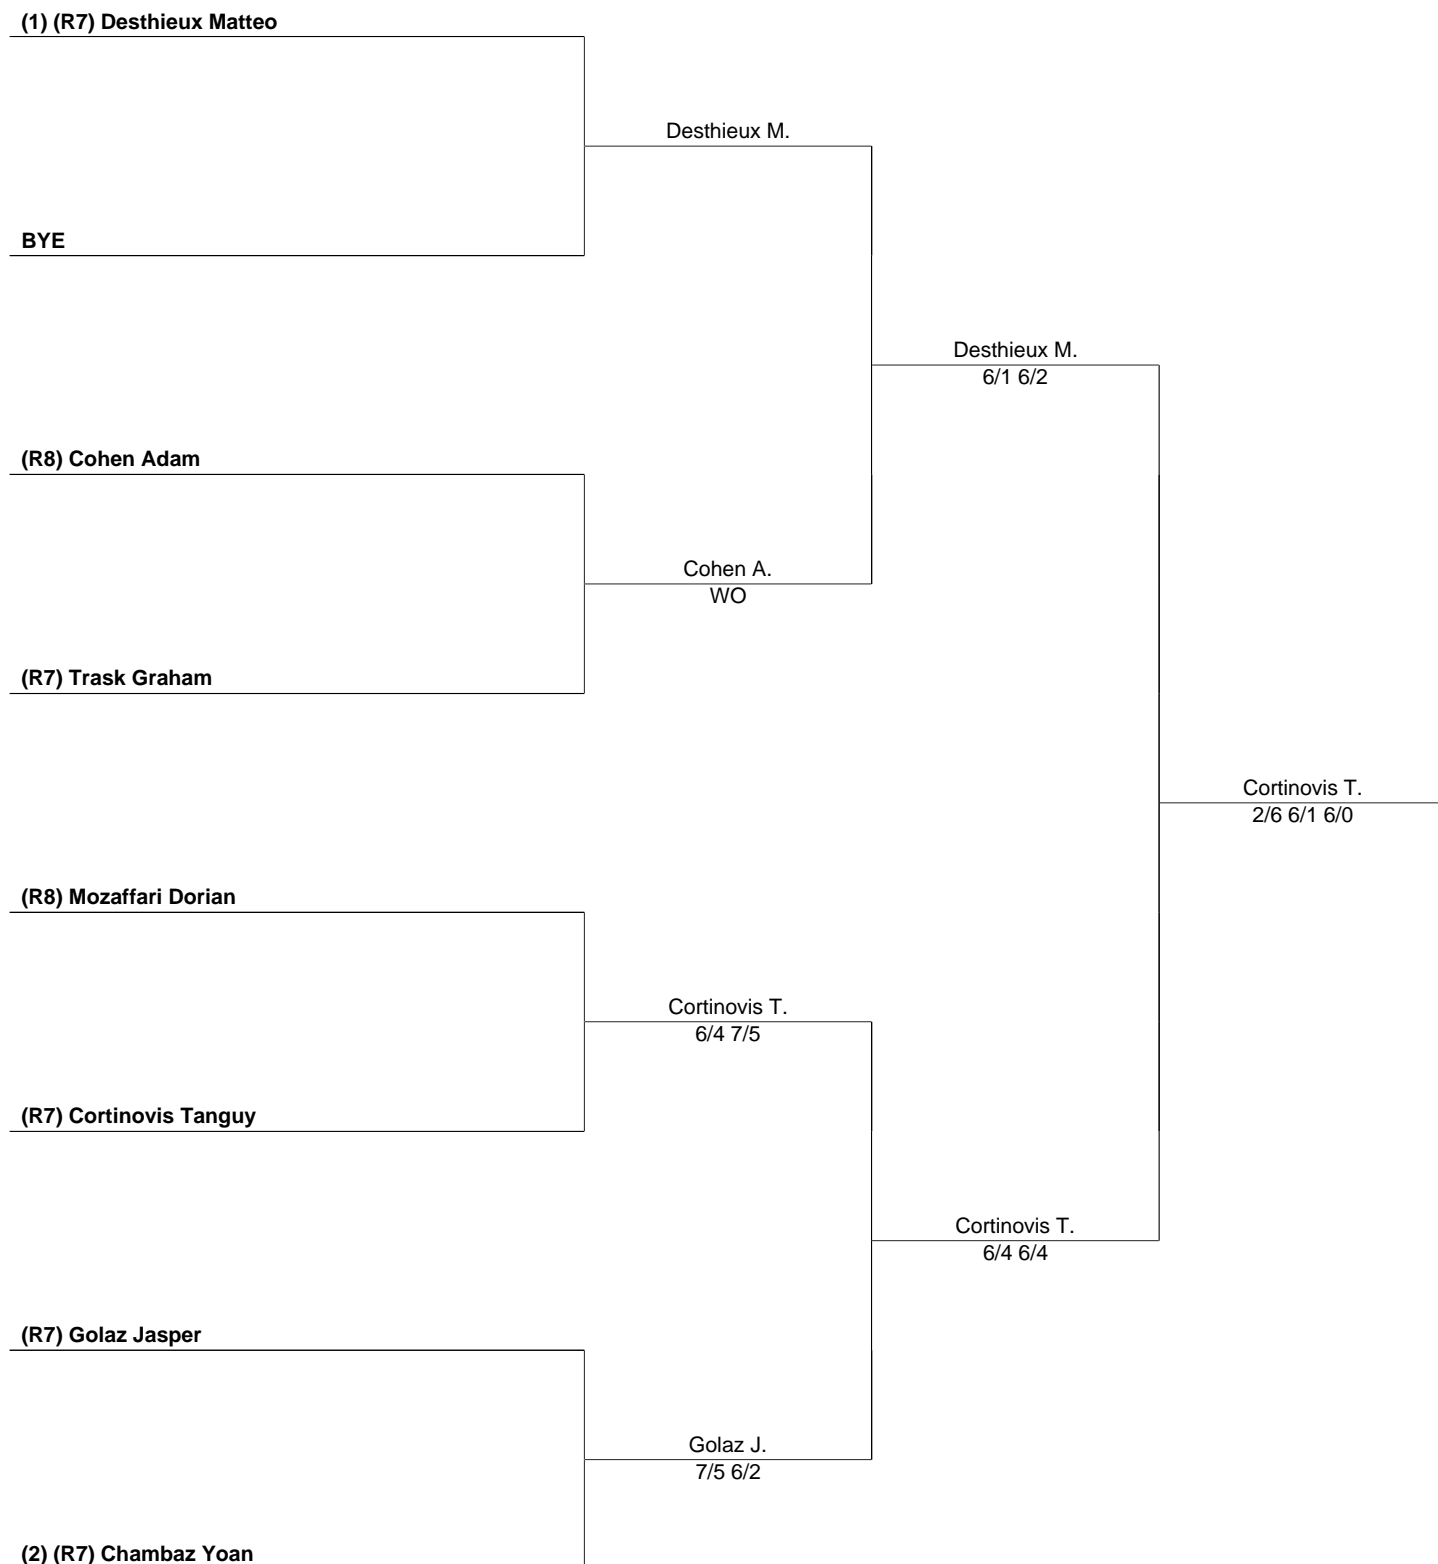 (1) (R7) Desthieux Matteo
Desthieux M.
BYE
Desthieux M.
6/1 6/2
(R8) Cohen Adam
Cohen A.
WO
(R7) Trask Graham
Cortinovis T.
2/6 6/1 6/0
(R8) Mozaffari Dorian
Cortinovis T.
6/4 7/5
(R7) Cortinovis Tanguy
Cortinovis T.
6/4 6/4
(R7) Golaz Jasper
Golaz J.
7/5 6/2
(2) (R7) Chambaz Yoan